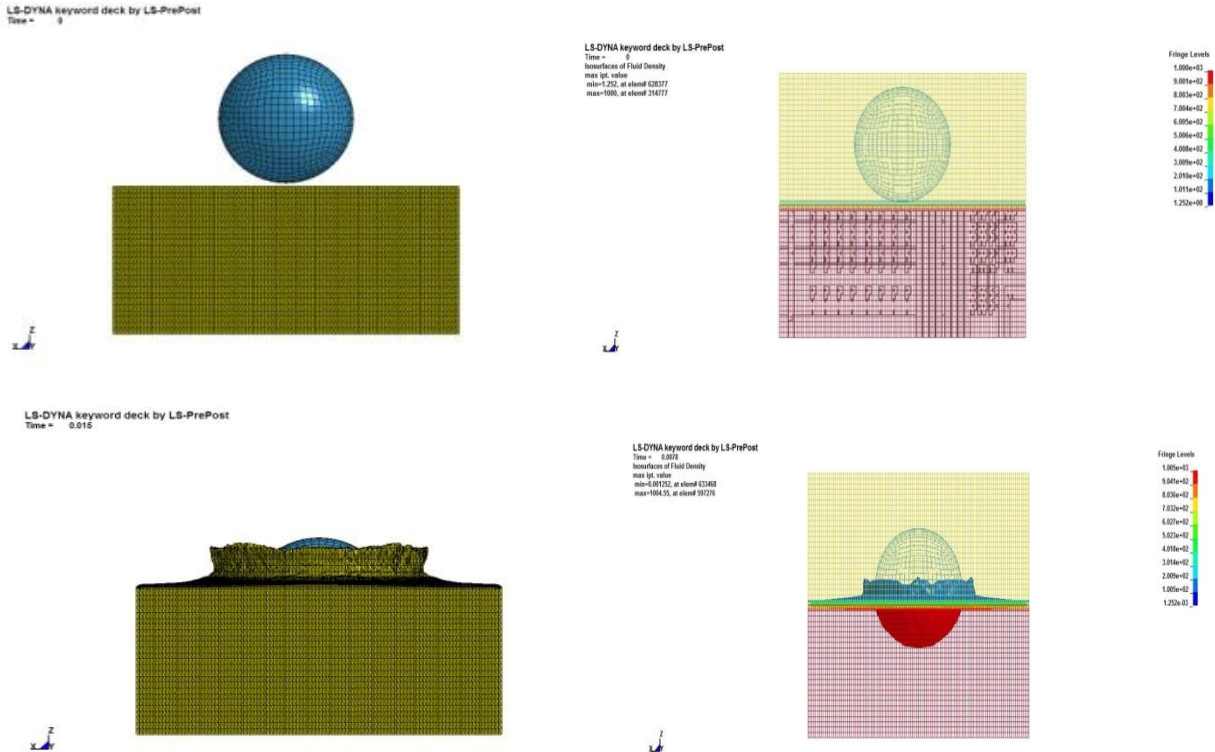 LS-DYNA keyword deck by LS-PrePost
Time = 0
Z
X Y
LS-DYNA keyword deck by LS-PrePost
Time = 0
Isosurfaces of Fluid Density
max ipt. value
min=1.252, at elem# 628377
max=1000, at elem# 314777
Fringe Levels
1.000e+03
9.001e+02
8.003e+02
7.004e+02
6.005e+02
5.006e+02
4.008e+02
3.009e+02
2.010e+02
1.011e+02
1.252e+00
Z
X Y
LS-DYNA keyword deck by LS-PrePost
Time = 0.015
Z
X Y
LS-DYNA keyword deck by LS-PrePost
Time = 0.0078
Isosurfaces of Fluid Density
max ipt. value
min=0.001252, at elem# 633468
max=1004.55, at elem# 597276
Fringe Levels
1.005e+03
9.041e+02
8.036e+02
7.032e+02
6.027e+02
5.023e+02
4.018e+02
3.014e+02
2.009e+02
1.005e+02
1.252e-03
Z
X Y